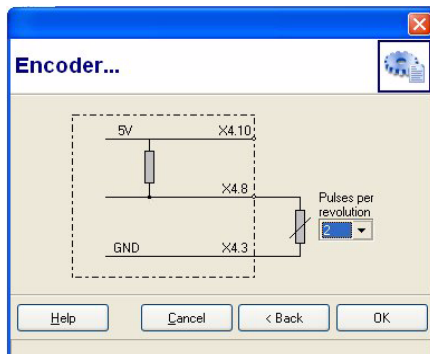 Encoder...
5V X4.10
X4.8
Pulses per
revolution
2
GND X4.3
Help Cancel < Back OK